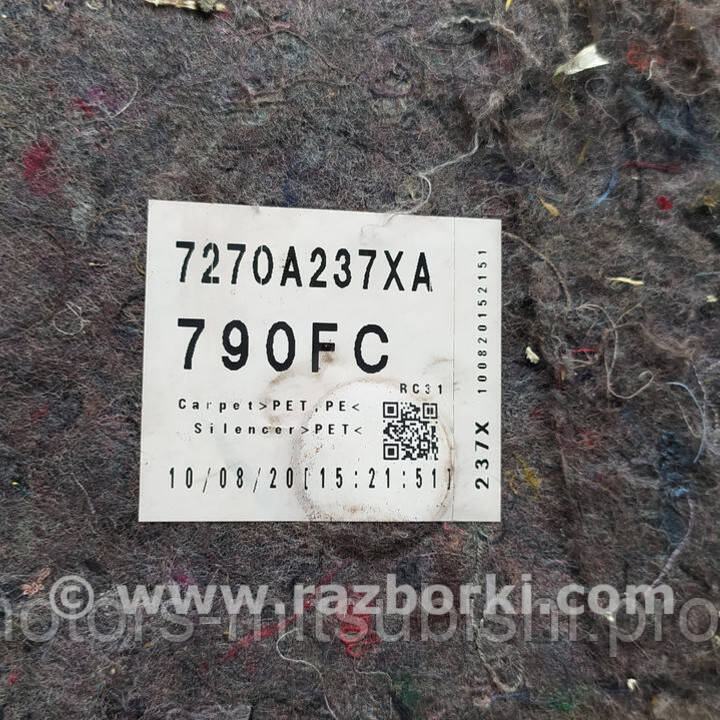 7270A237XA
790FC
RC31
Carpet>PET,PE<
Silencer>PET<
10/08/20[15:21:51]
237X 100820152151
© www.razborki.com
motors-mitsubishi.pro